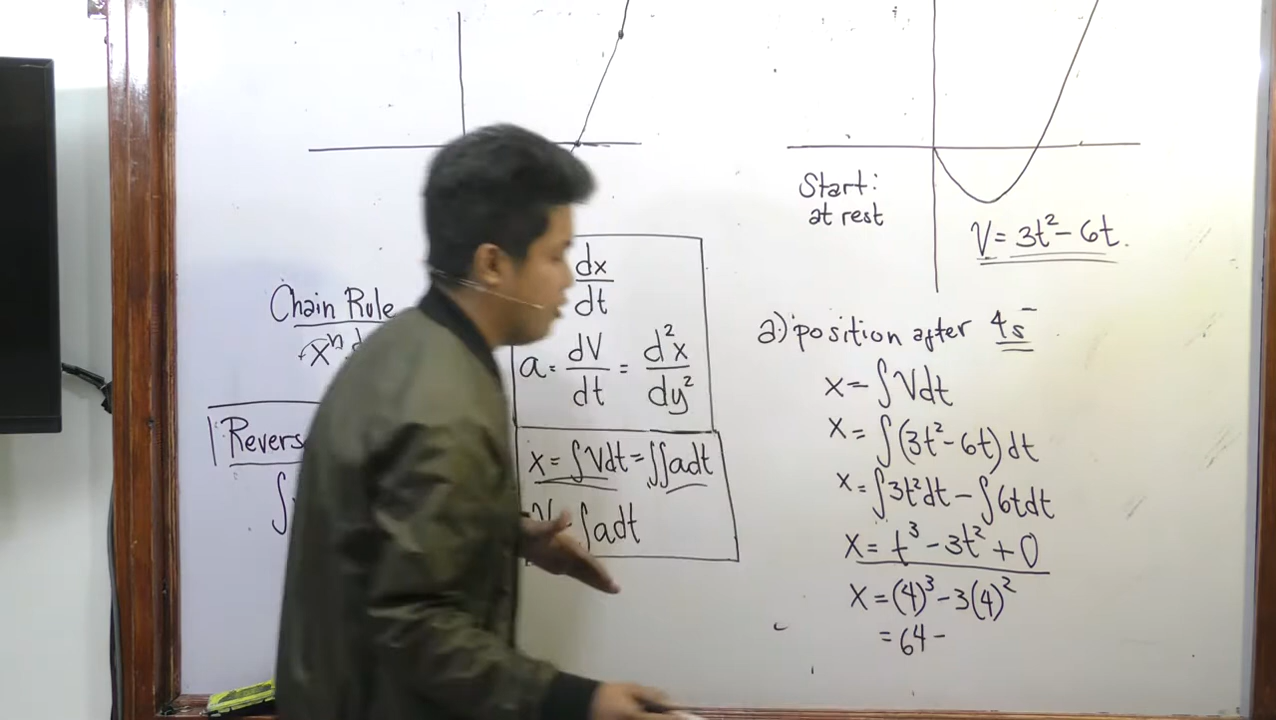 Chain Rule
x^n
Revers
∫
dx/dt
a = dV/dt = d²x/dy²
x = ∫Vdt = ∫∫adt
V = ∫adt
Start:
at rest
V = 3t² - 6t.
a.) position after 4s
x = ∫Vdt
x = ∫(3t² - 6t)dt
x = ∫3t²dt - ∫6tdt
x = t³ - 3t² + 0
x = (4)³ - 3(4)²
= 64 -